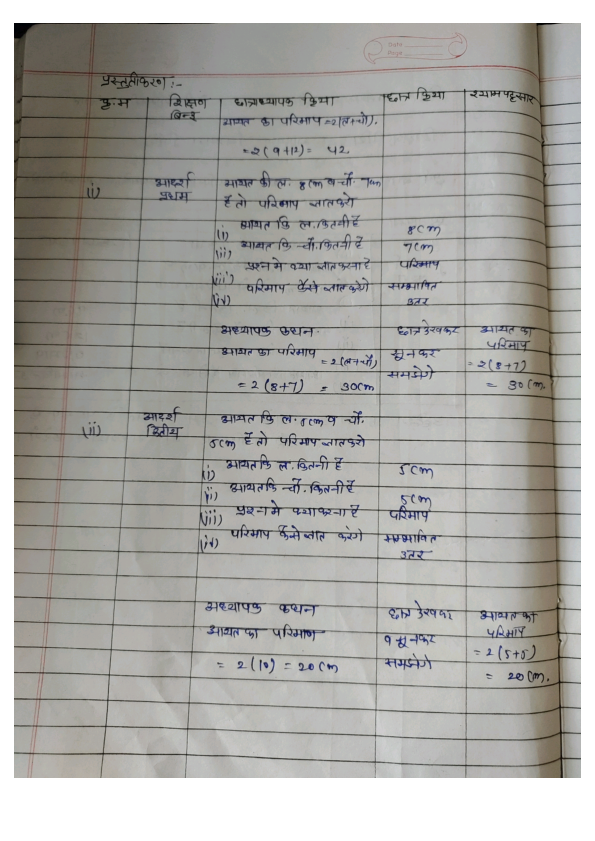 Date
Page
प्रस्तुतीकरण :-
क्र.म शिक्षण बिन्दु छात्राध्यापक क्रिया छात्र क्रिया श्यामपट्टसार
आयत का परिमाप = 2(ल+चौ).
= 2(9+12) = 42.
(i) आदर्श प्रथम आयत की ल. 8cm व चौ. 7cm
है तो परिमाप ज्ञात करो
(i) आयत कि ल. कितनी है 8cm
(ii) आयत कि चौ. कितनी है 7cm
(iii) प्रश्न मे क्या ज्ञात करना है परिमाप
(iv) परिमाप कैसे ज्ञात करेंगे सम्भावित उतर
अध्यापक कथन- छात्र देखकर आयत का परिमाप
आयत का परिमाप = 2(ल+चौ) सूनकर = 2(8+7)
= 2(8+7) = 30cm समझेगे = 30cm.
(ii) आदर्श द्वितीय आयत कि ल. 5cm व चौ.
5cm है तो परिमाप ज्ञात करो
(i) आयत कि ल. कितनी है 5cm
(ii) आयत कि चौ. कितनी है 5cm
(iii) प्रश्न मे क्या करना है परिमाप
(iv) परिमाप कैसे ज्ञात करेंगे सम्भावित उतर
अध्यापक कथन छात्र देखकर आयत का परिमाप
आयत का परिमाण व सूनकर = 2(5+5)
= 2(10) = 20cm समझेगे = 20cm.